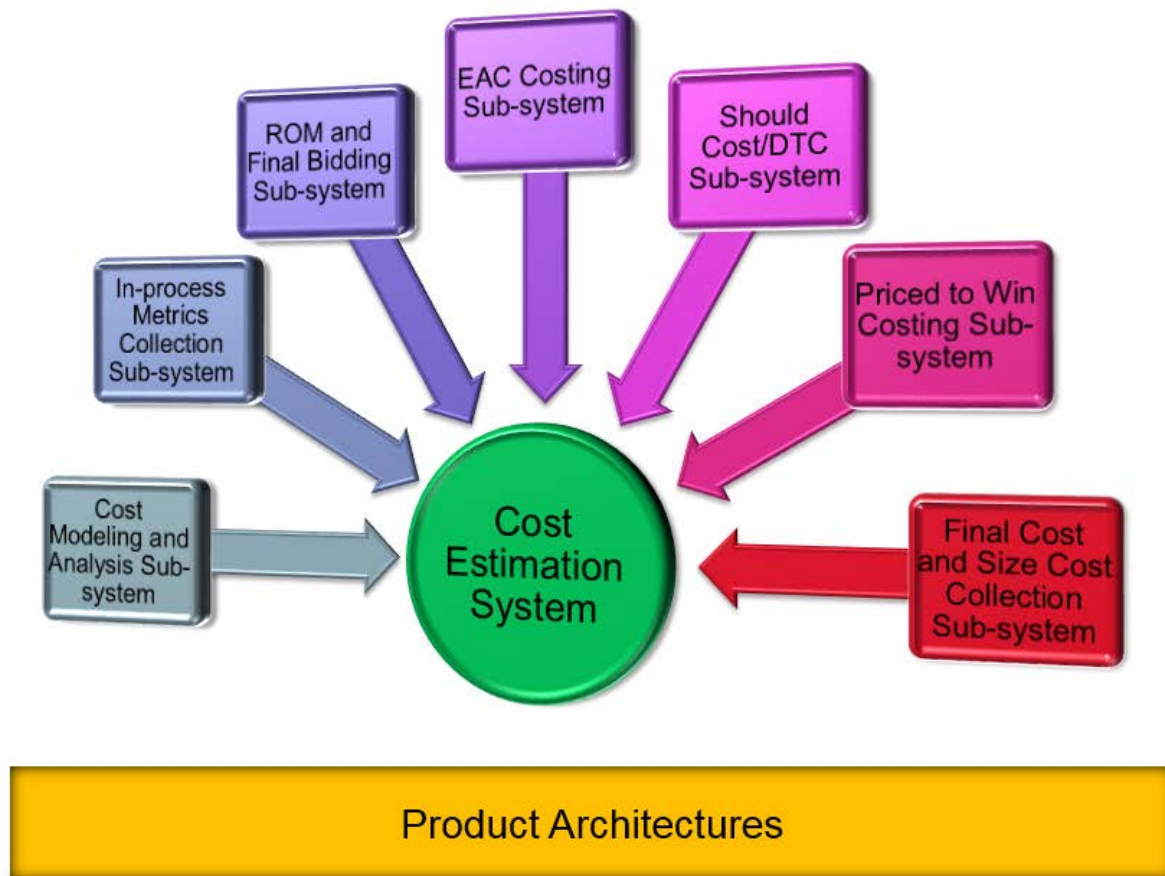 EAC Costing
Sub-system
ROM and
Final Bidding
Sub-system
Should
Cost/DTC
Sub-system
In-process
Metrics
Collection
Sub-system
Priced to Win
Costing Sub-
system
Cost
Modeling and
Analysis Sub-
system
Cost
Estimation
System
Final Cost
and Size Cost
Collection
Sub-system
Product Architectures